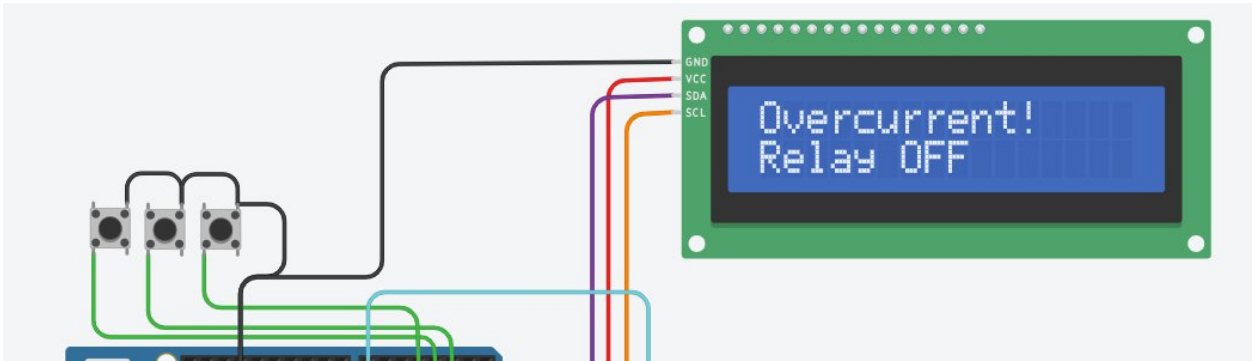 GND
VCC
SDA
SCL
Overcurrent!
Relay OFF